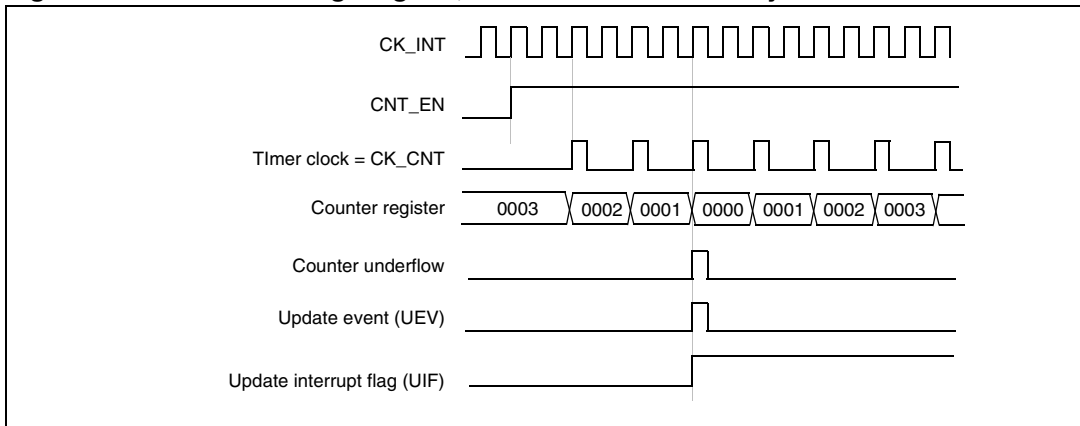 CK_INT
CNT_EN
TImer clock = CK_CNT
Counter register 0003 0002 0001 0000 0001 0002 0003
Counter underflow
Update event (UEV)
Update interrupt flag (UIF)